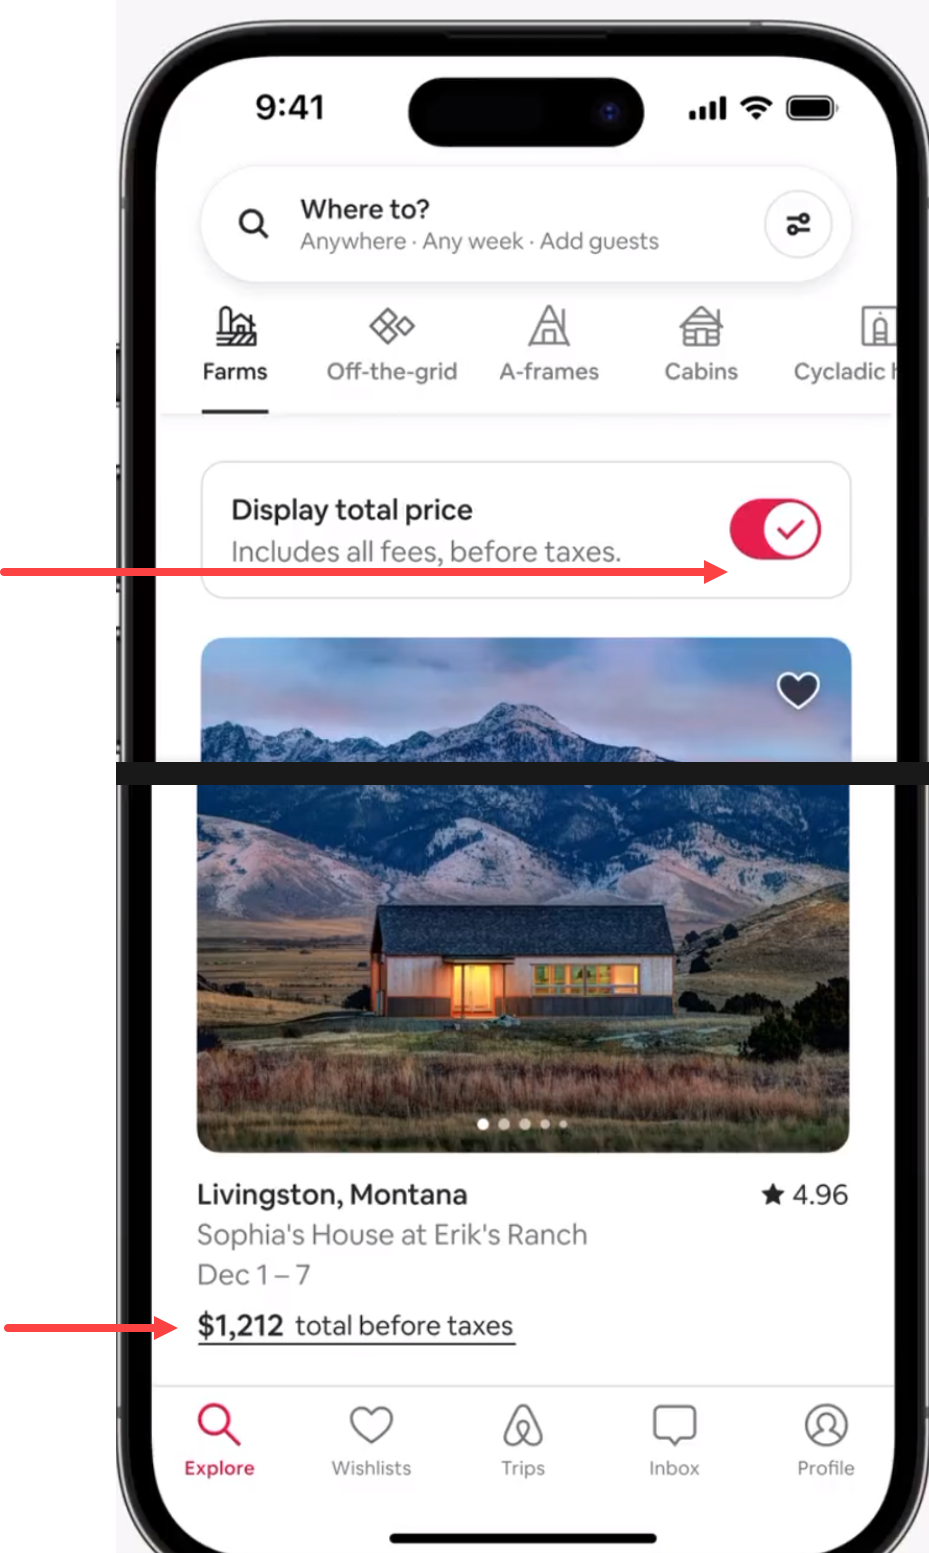 9:41
Where to?
Anywhere · Any week · Add guests
Farms
Off-the-grid
A-frames
Cabins
Cycladic
Display total price
Includes all fees, before taxes.
Livingston, Montana
★ 4.96
Sophia's House at Erik's Ranch
Dec 1 – 7
$1,212 total before taxes
Explore
Wishlists
Trips
Inbox
Profile